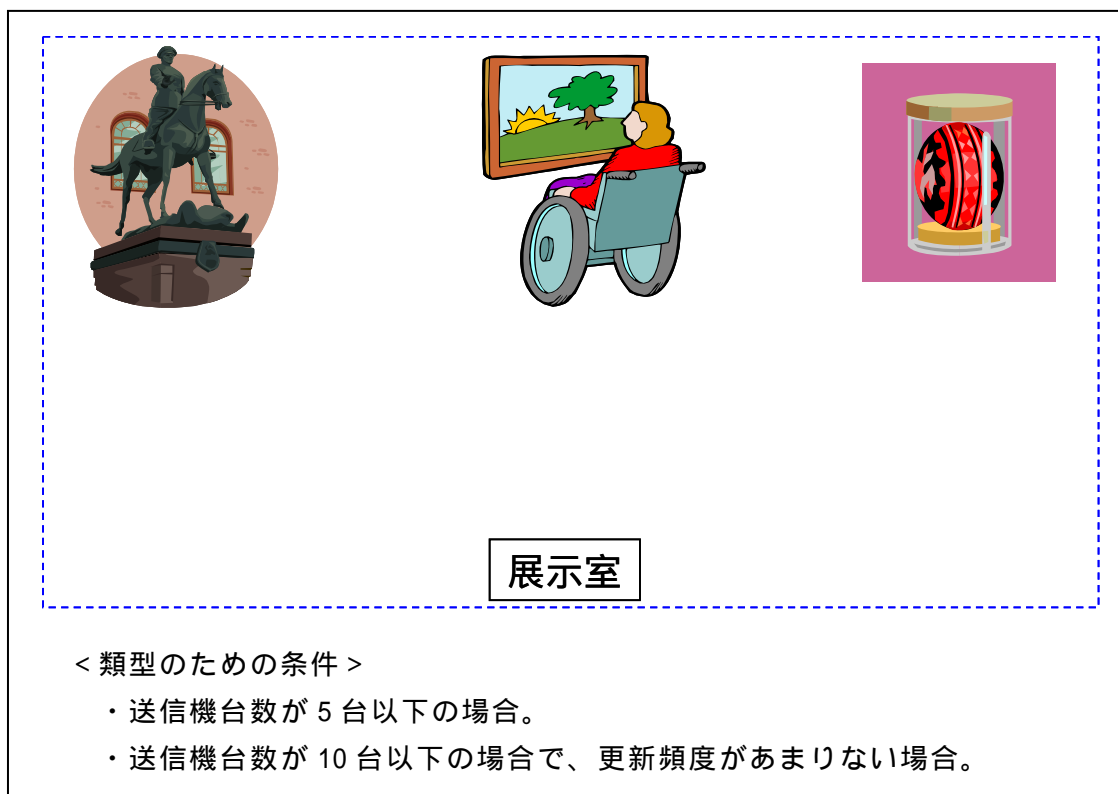 展示室
<類型のための条件>
・送信機台数が 5 台以下の場合。
・送信機台数が 10 台以下の場合で、更新頻度があまりない場合。